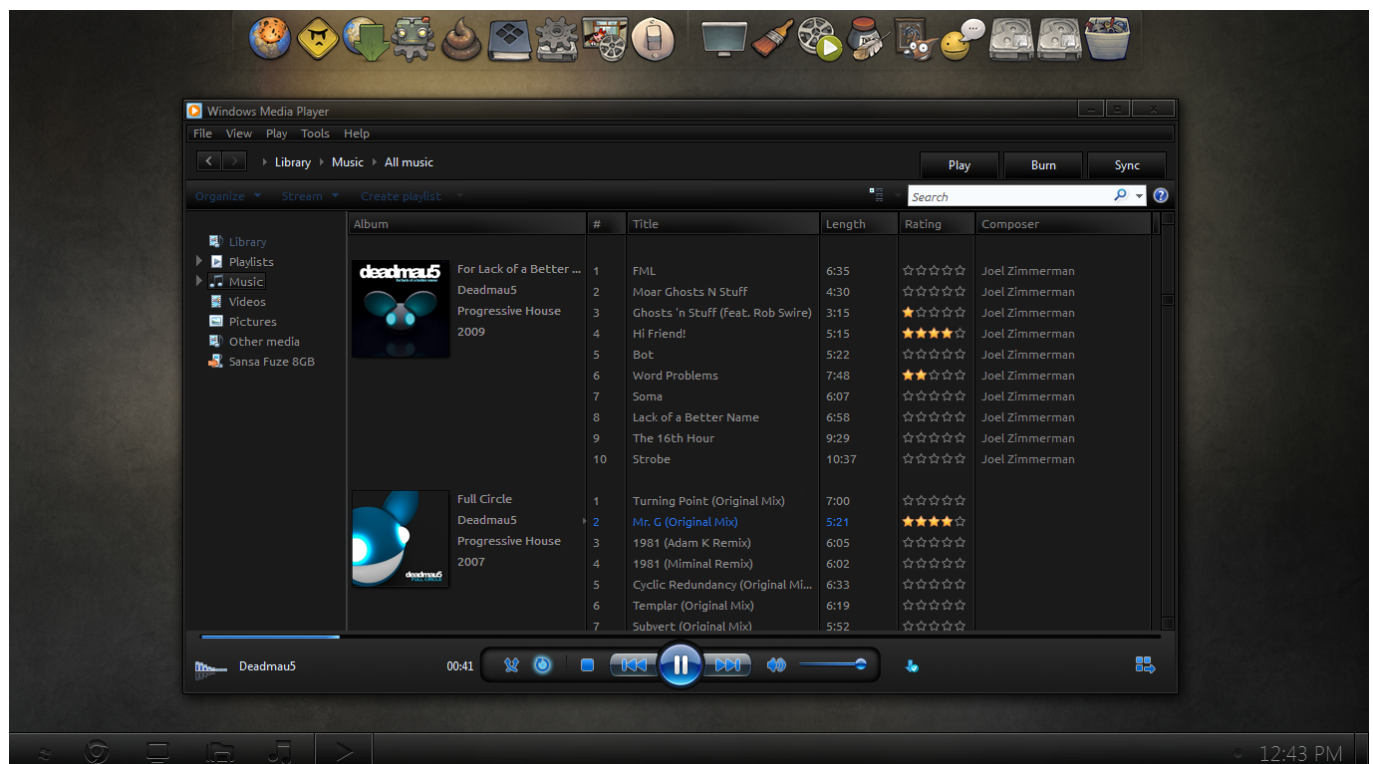 Windows Media Player
File View Play Tools Help
Library Music All music
Play Burn Sync
Organize Stream Create playlist
Search
Album # Title Length Rating Composer
Library
Playlists
Music
Videos
Pictures
Other media
Sansa Fuze 8GB
deadmau5
For Lack of a Better ...
Deadmau5
Progressive House
2009
1 FML 6:35 Joel Zimmerman
2 Moar Ghosts N Stuff 4:30 Joel Zimmerman
3 Ghosts 'n Stuff (feat. Rob Swire) 3:15 Joel Zimmerman
4 Hi Friend! 5:15 Joel Zimmerman
5 Bot 5:22 Joel Zimmerman
6 Word Problems 7:48 Joel Zimmerman
7 Soma 6:07 Joel Zimmerman
8 Lack of a Better Name 6:58 Joel Zimmerman
9 The 16th Hour 9:29 Joel Zimmerman
10 Strobe 10:37 Joel Zimmerman
deadmau5
FULL CIRCLE
Full Circle
Deadmau5
Progressive House
2007
1 Turning Point (Original Mix) 7:00
2 Mr. G (Original Mix) 5:21
3 1981 (Adam K Remix) 6:05
4 1981 (Miminal Remix) 6:02
5 Cyclic Redundancy (Original Mi... 6:33
6 Templar (Original Mix) 6:19
7 Subvert (Original Mix) 5:52
Deadmau5 00:41
12:43 PM